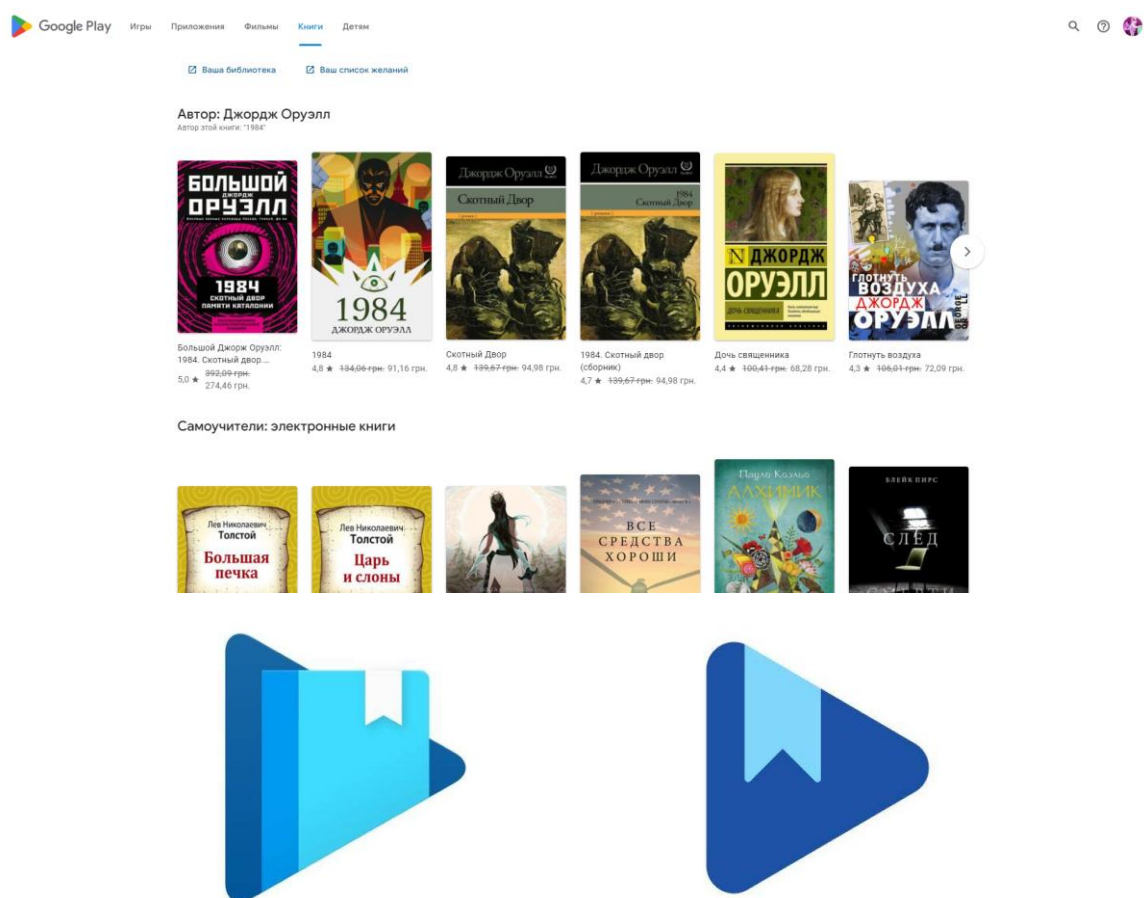 Google Play Игры Приложения Фильмы Книги Детям
Ваша библиотека Ваш список желаний
Автор: Джордж Оруэлл
Автор этой книги: "1984"
БОЛЬШОЙ
ДЖОРДЖ
ОРУЭЛЛ
1984
СКОТНЫЙ ДВОР
ПАМЯТИ КАТАЛОНИИ
1984
ДЖОРДЖ ОРУЭЛЛ
Джордж Оруэлл
Скотный Двор
Джордж Оруэлл
1984
Скотный Двор
ДЖОРДЖ
ОРУЭЛЛ
ДОЧЬ СВЯЩЕННИКА
ГЛОТНУТЬ
ВОЗДУХА
ДЖОРДЖ
ОРУЭЛЛ
Большой Джорж Оруэлл:
1984. Скотный двор....
5,0 ★ 392,09 грн.
274,46 грн.
1984
4,8 ★ 134,06 грн. 91,16 грн.
Скотный Двор
4,8 ★ 139,67 грн. 94,98 грн.
1984. Скотный двор
(сборник)
4,7 ★ 139,67 грн. 94,98 грн.
Дочь священника
4,4 ★ 100,41 грн. 68,28 грн.
Глотнуть воздуха
4,3 ★ 106,01 грн. 72,09 грн.
Самоучители: электронные книги
Лев Николаевич
Толстой
Большая
печка
Лев Николаевич
Толстой
Царь
и слоны
ВСЕ
СРЕДСТВА
ХОРОШИ
Пауло Коэльо
АЛХИМИК
БЛЕЙК ПИРС
СЛЕД